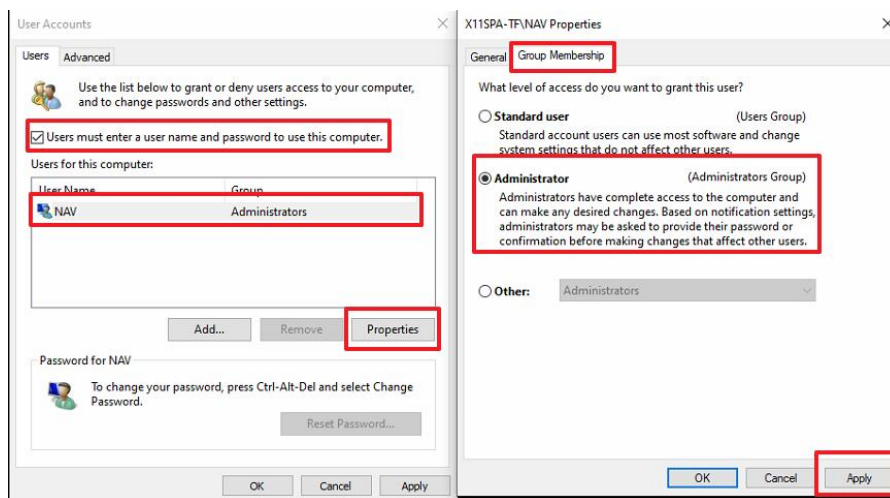 User Accounts
Users
Advanced
Use the list below to grant or deny users access to your computer,
and to change passwords and other settings.
Users must enter a user name and password to use this computer.
Users for this computer:
User Name
Group
NAV
Administrators
Add...
Remove
Properties
Password for NAV
To change your password, press Ctrl-Alt-Del and select Change
Password.
Reset Password...
OK
Cancel
Apply
X11SPA-TF\NAV Properties
General
Group Membership
What level of access do you want to grant this user?
Standard user
(Users Group)
Standard account users can use most software and change
system settings that do not affect other users.
Administrator
(Administrators Group)
Administrators have complete access to the computer and
can make any desired changes. Based on notification settings,
administrators may be asked to provide their password or
confirmation before making changes that affect other users.
Other:
Administrators
OK
Cancel
Apply